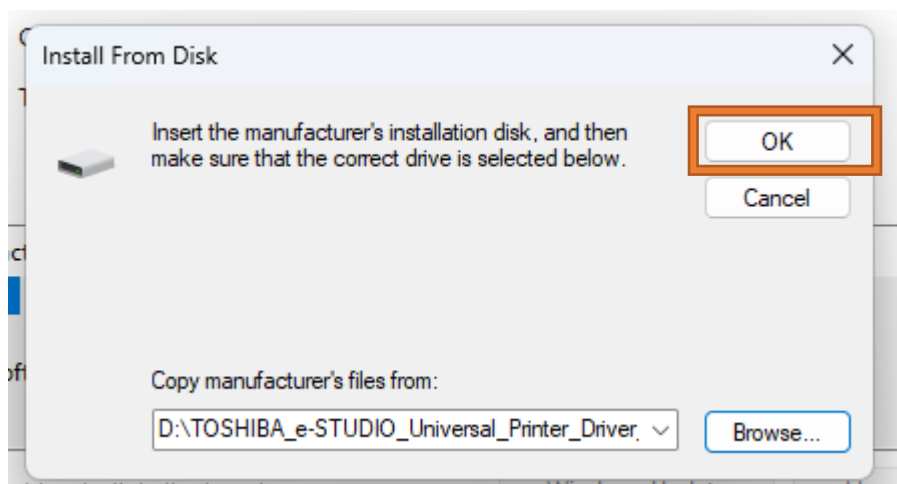 Install From Disk
Insert the manufacturer's installation disk, and then
make sure that the correct drive is selected below.
OK
Cancel
Copy manufacturer's files from:
D:\TOSHIBA_e-STUDIO_Universal_Printer_Driver_
Browse...